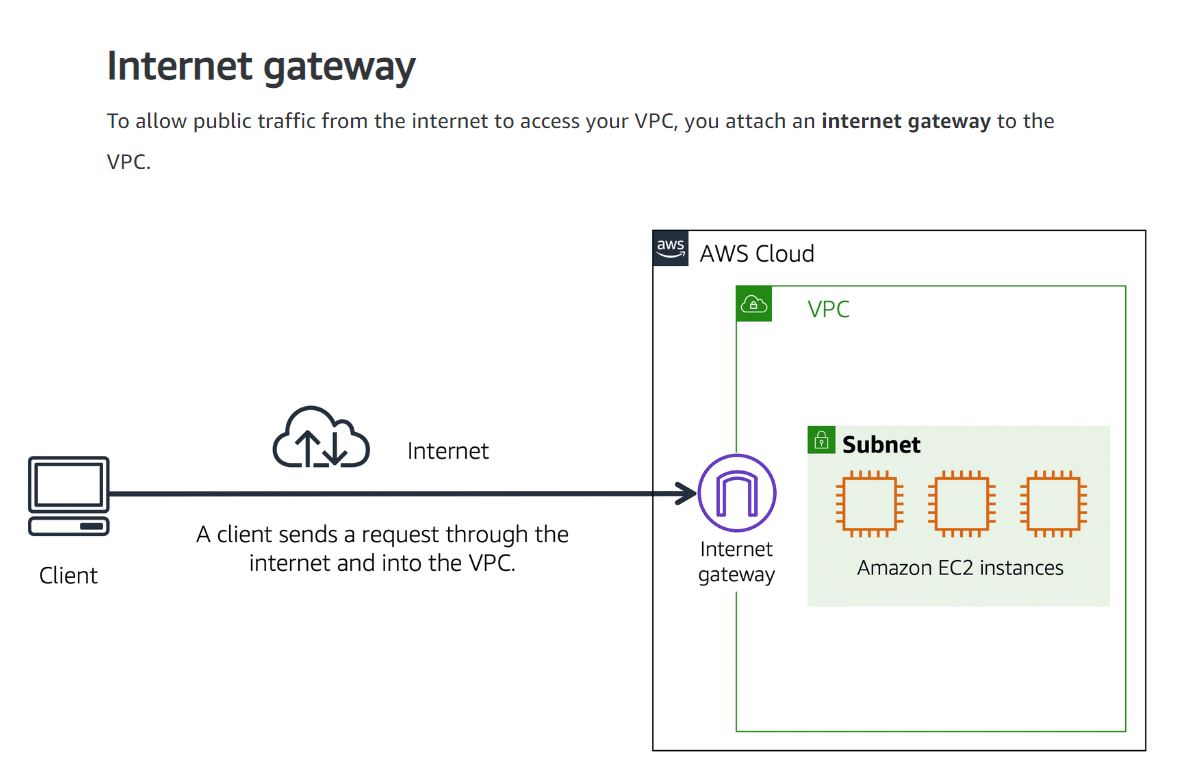 Internet gateway
To allow public traffic from the internet to access your VPC, you attach an internet gateway to the
VPC.
aws
AWS Cloud
VPC
Internet
Subnet
A client sends a request through the
internet and into the VPC.
Client
Internet
gateway
Amazon EC2 instances